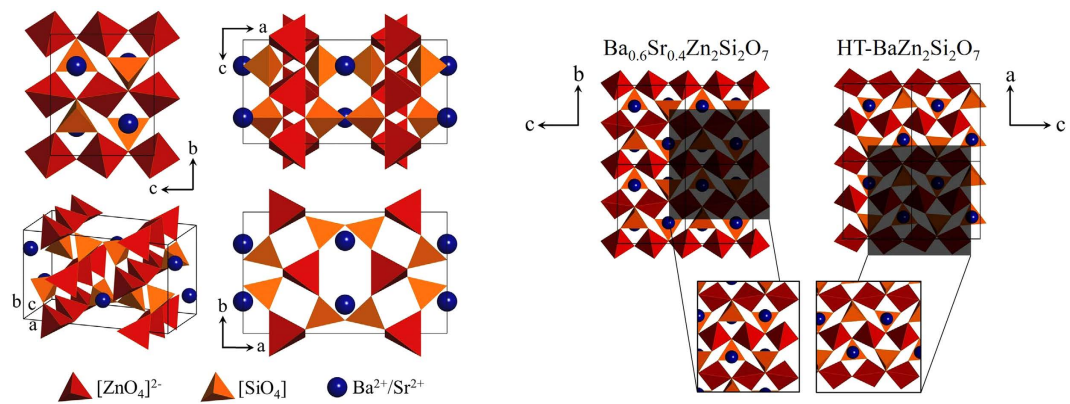 a
c
b
c
b
c
a
b
a
[ZnO₄]²⁻
[SiO₄]
Ba²⁺/Sr²⁺
Ba₀.₆Sr₀.₄Zn₂Si₂O₇
b
c
HT-BaZn₂Si₂O₇
a
c